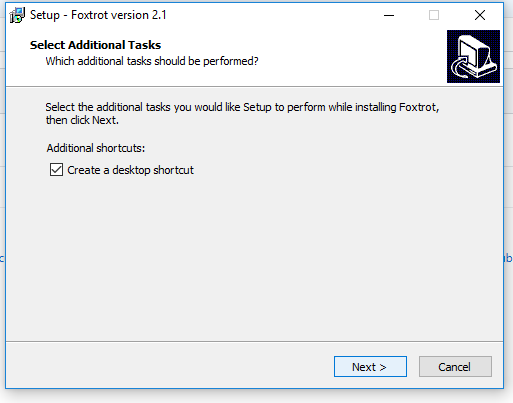 Setup - Foxtrot version 2.1
Select Additional Tasks
Which additional tasks should be performed?
Select the additional tasks you would like Setup to perform while installing Foxtrot,
then click Next.
Additional shortcuts:
Create a desktop shortcut
Next >
Cancel